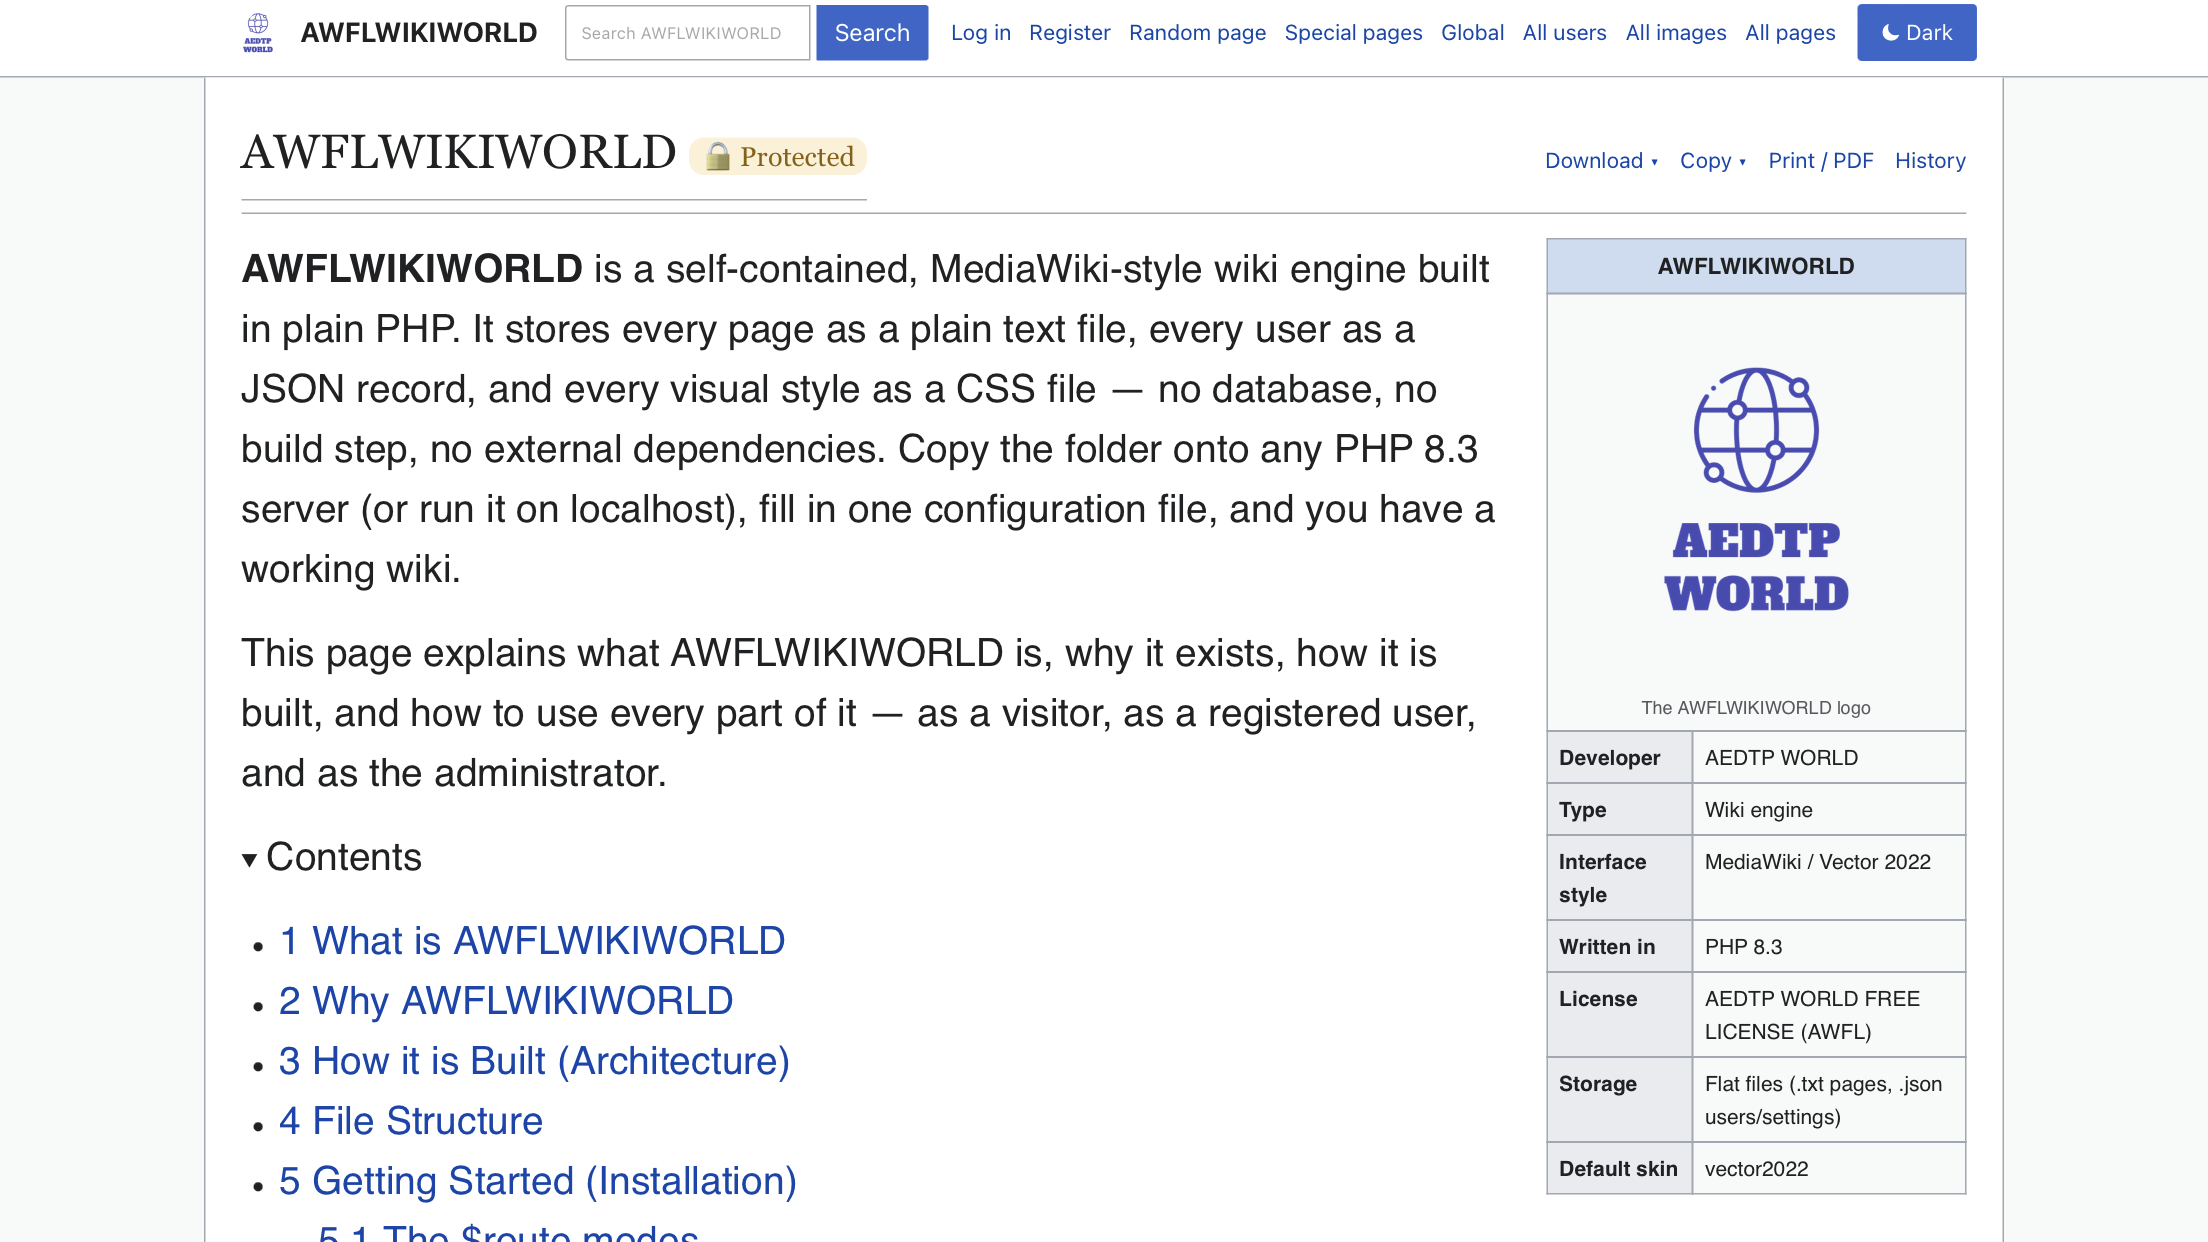 AEDTP
WORLD
AWFLWIKIWORLD
Search AWFLWIKIWORLD
Search
Log in Register Random page Special pages Global All users All images All pages
Dark
AWFLWIKIWORLD
Protected
Download Copy Print / PDF History
AWFLWIKIWORLD is a self-contained, MediaWiki-style wiki engine built
in plain PHP. It stores every page as a plain text file, every user as a
JSON record, and every visual style as a CSS file — no database, no
build step, no external dependencies. Copy the folder onto any PHP 8.3
server (or run it on localhost), fill in one configuration file, and you have a
working wiki.
This page explains what AWFLWIKIWORLD is, why it exists, how it is
built, and how to use every part of it — as a visitor, as a registered user,
and as the administrator.
Contents
1 What is AWFLWIKIWORLD
2 Why AWFLWIKIWORLD
3 How it is Built (Architecture)
4 File Structure
5 Getting Started (Installation)
5.1 The $route modes
AWFLWIKIWORLD
AEDTP
WORLD
The AWFLWIKIWORLD logo
Developer AEDTP WORLD
Type Wiki engine
Interface MediaWiki / Vector 2022
style
Written in PHP 8.3
License AEDTP WORLD FREE
LICENSE (AWFL)
Storage Flat files (.txt pages, .json
users/settings)
Default skin vector2022